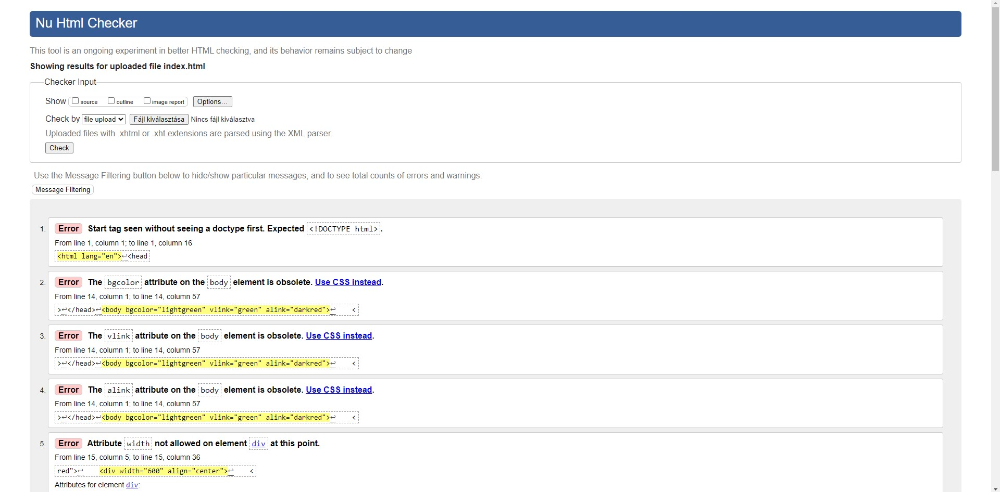 Nu Html Checker
This tool is an ongoing experiment in better HTML checking, and its behavior remains subject to change
Showing results for uploaded file index.html
Checker Input
Show source outline image report Options...
Check by file upload Fájl kiválasztása Nincs fájl kiválasztva
Uploaded files with .xhtml or .xht extensions are parsed using the XML parser.
Check
Use the Message Filtering button below to hide/show particular messages, and to see total counts of errors and warnings.
Message Filtering
1. Error Start tag seen without seeing a doctype first. Expected <!DOCTYPE html>.
From line 1, column 1; to line 1, column 16
<html lang="en">↩<head
2. Error The bgcolor attribute on the body element is obsolete. Use CSS instead.
From line 14, column 1; to line 14, column 57
>↩</head>↩<body bgcolor="lightgreen" vlink="green" alink="darkred">↩    <
3. Error The vlink attribute on the body element is obsolete. Use CSS instead.
From line 14, column 1; to line 14, column 57
>↩</head>↩<body bgcolor="lightgreen" vlink="green" alink="darkred">↩    <
4. Error The alink attribute on the body element is obsolete. Use CSS instead.
From line 14, column 1; to line 14, column 57
>↩</head>↩<body bgcolor="lightgreen" vlink="green" alink="darkred">↩    <
5. Error Attribute width not allowed on element div at this point.
From line 15, column 5; to line 15, column 36
red">↩    <div width="600" align="center">↩    <
Attributes for element div: